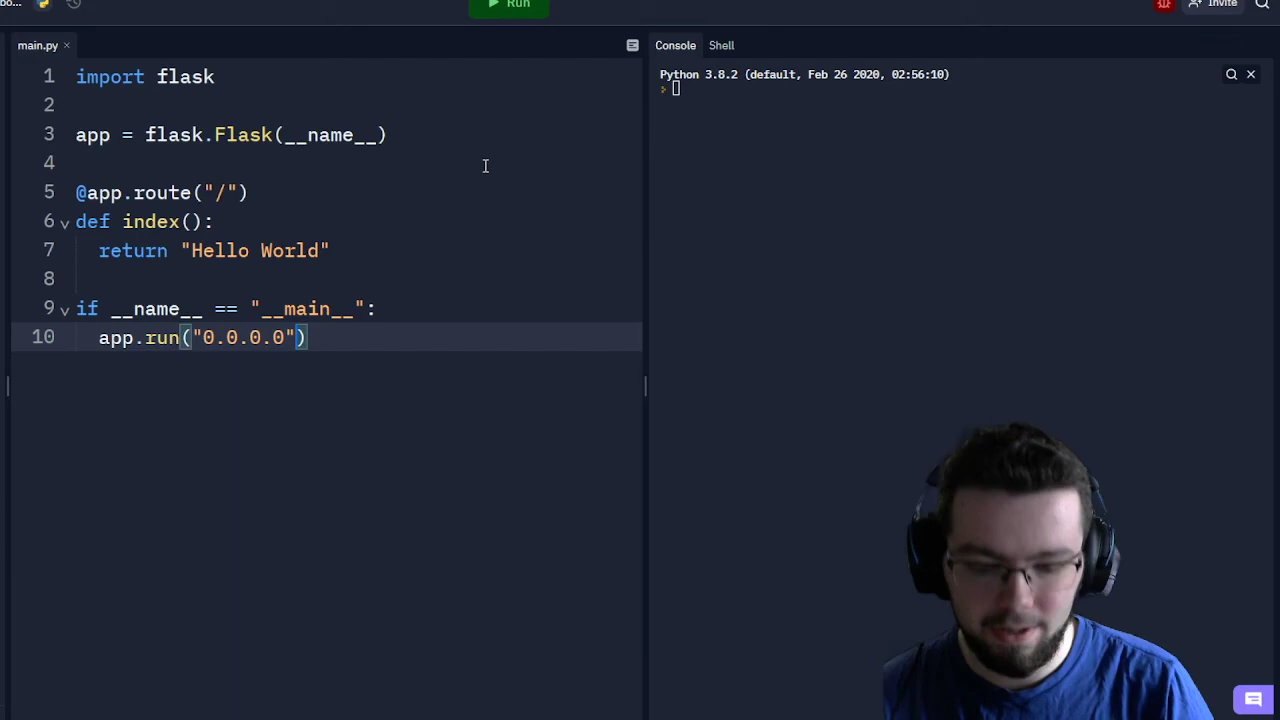 bo...
Run
Invite
main.py
Console Shell
1 import flask
2
3 app = flask.Flask(__name__)
4
5 @app.route("/")
6 def index():
7 return "Hello World"
8
9 if __name__ == "__main__":
10 app.run("0.0.0.0")
Python 3.8.2 (default, Feb 26 2020, 02:56:10)